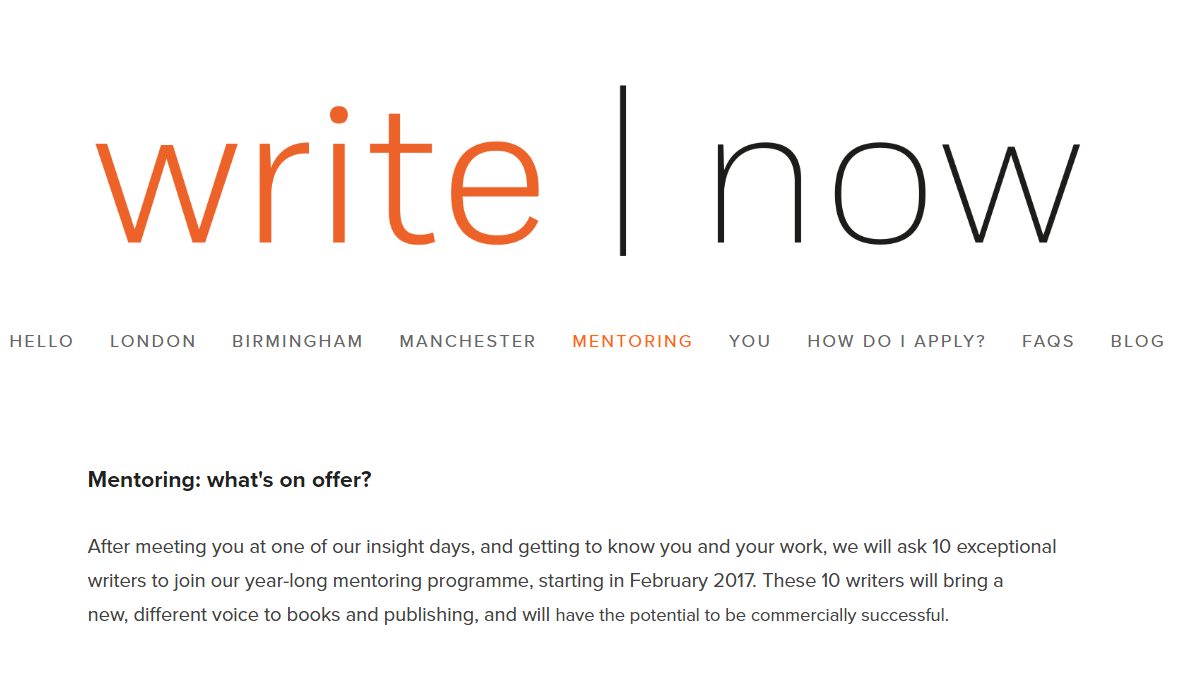 write | now
HELLO LONDON BIRMINGHAM MANCHESTER MENTORING YOU HOW DO I APPLY? FAQS BLOG
Mentoring: what's on offer?
After meeting you at one of our insight days, and getting to know you and your work, we will ask 10 exceptional
writers to join our year-long mentoring programme, starting in February 2017. These 10 writers will bring a
new, different voice to books and publishing, and will have the potential to be commercially successful.